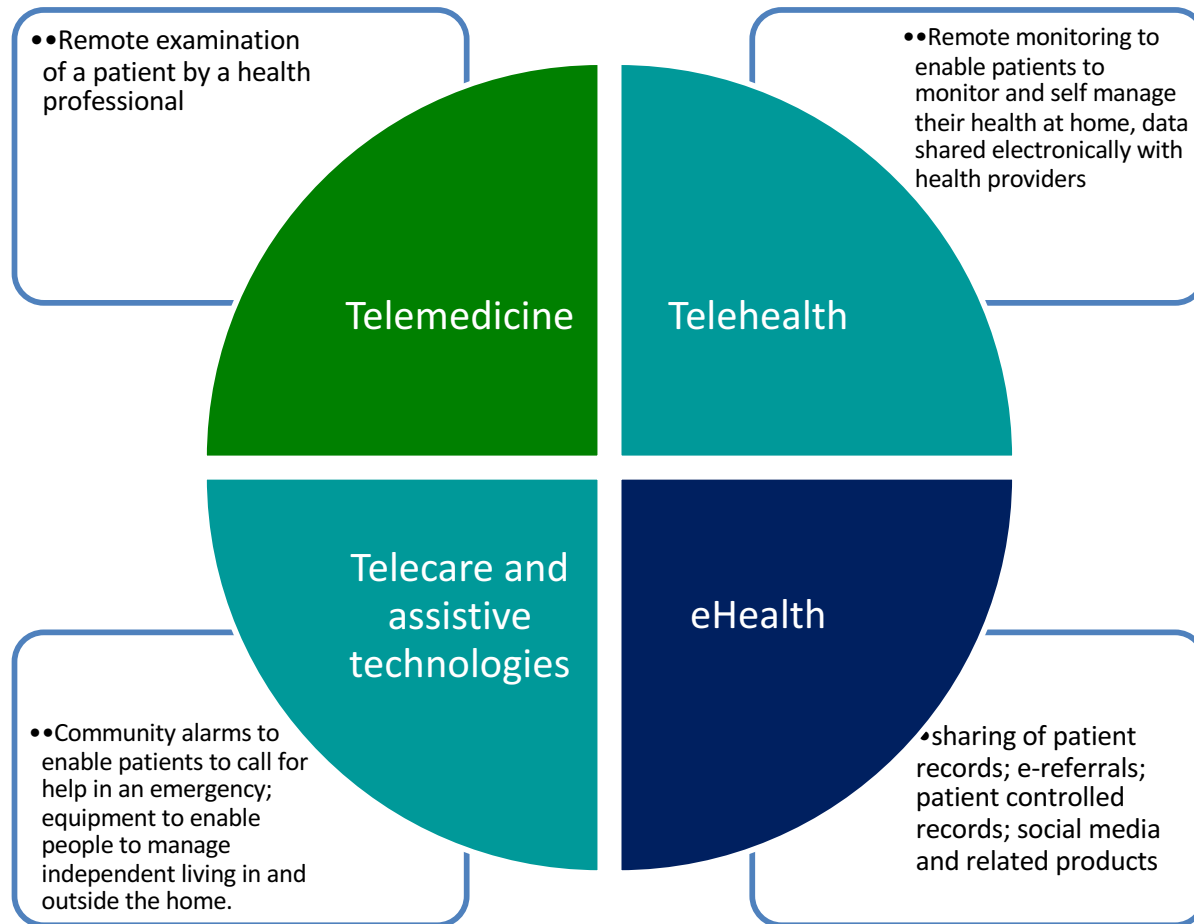 ••Remote examination
of a patient by a health
professional
••Remote monitoring to
enable patients to
monitor and self manage
their health at home, data
shared electronically with
health providers
Telemedicine
Telehealth
Telecare and
assistive
technologies
eHealth
••Community alarms to
enable patients to call for
help in an emergency;
equipment to enable
people to manage
independent living in and
outside the home.
•sharing of patient
records; e-referrals;
patient controlled
records; social media
and related products